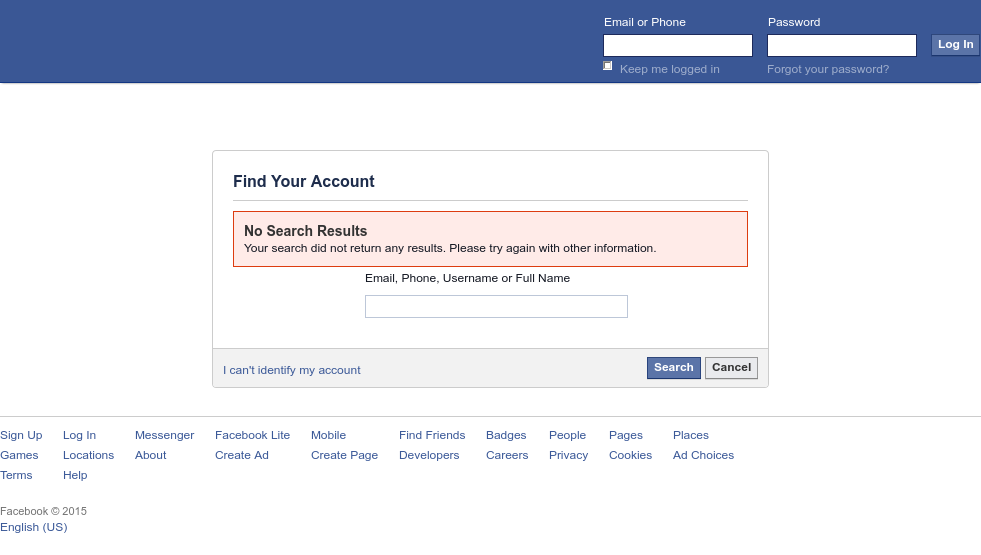 Email or Phone Password
Log In
Keep me logged in Forgot your password?
Find Your Account
No Search Results
Your search did not return any results. Please try again with other information.
Email, Phone, Username or Full Name
I can't identify my account Search Cancel
Sign Up Log In Messenger Facebook Lite Mobile Find Friends Badges People Pages Places
Games Locations About Create Ad Create Page Developers Careers Privacy Cookies Ad Choices
Terms Help
Facebook © 2015
English (US)